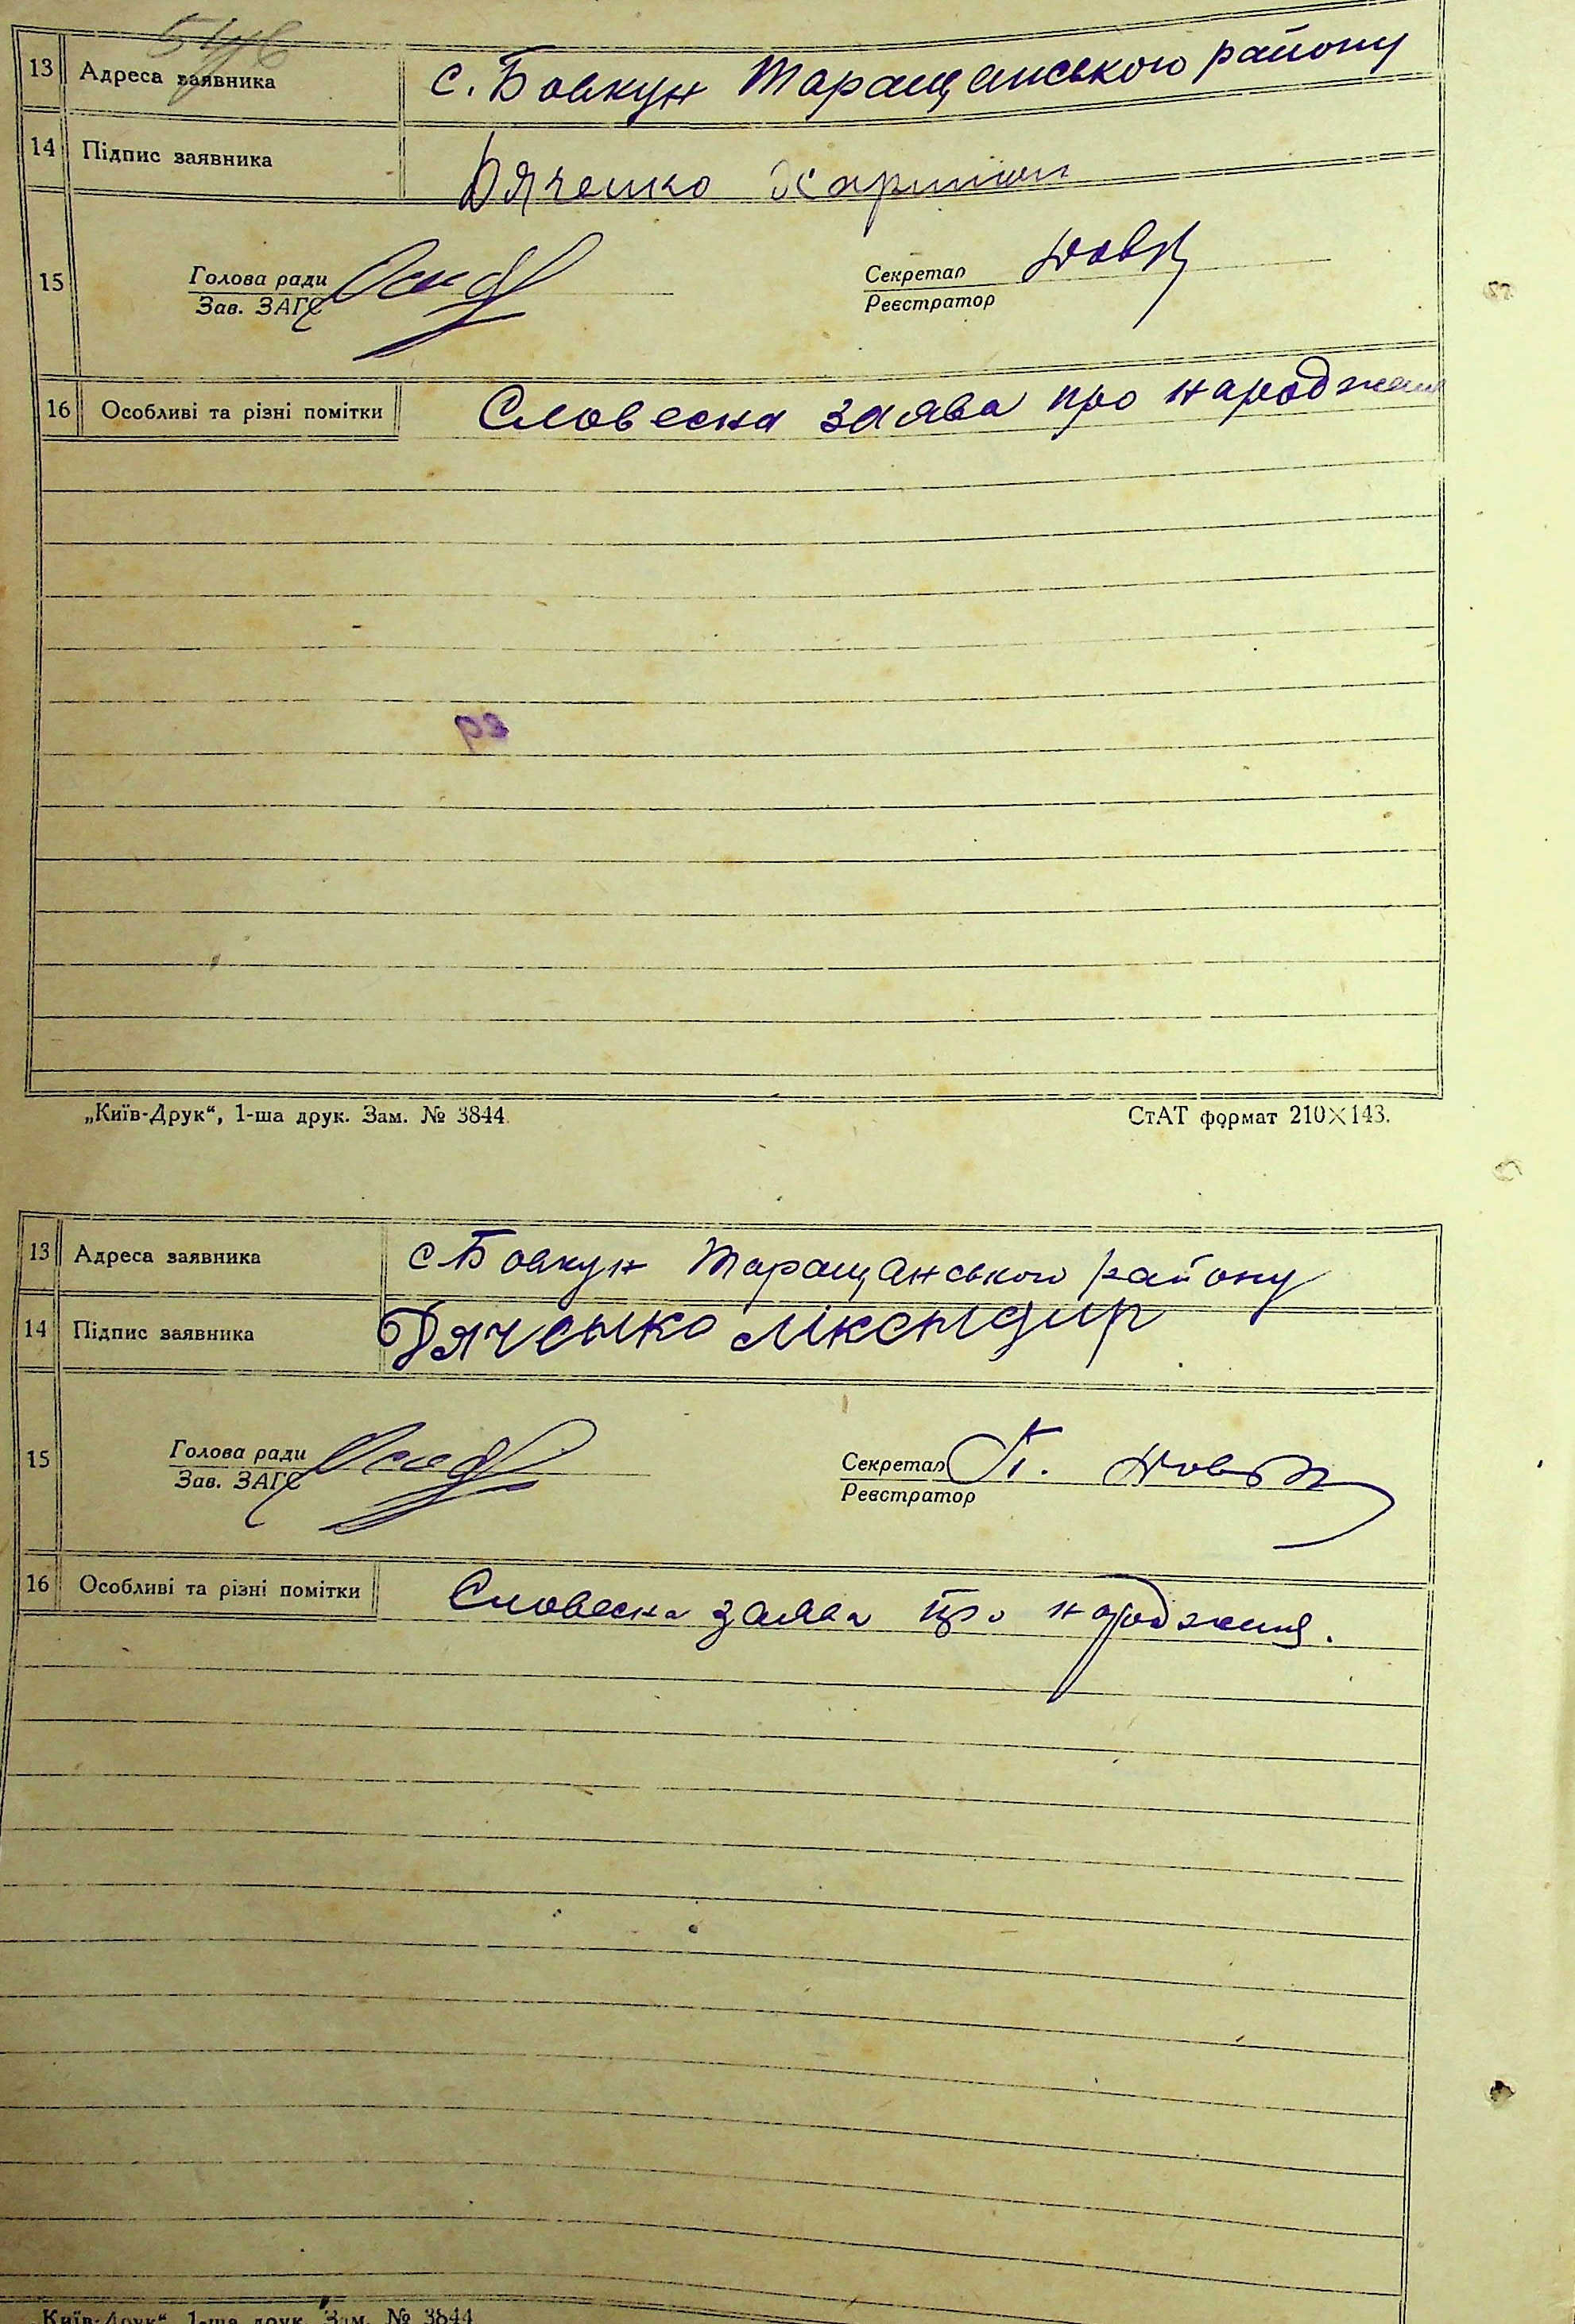 13 Адреса заявника с. Бовкун Таращанського району
14 Підпис заявника Дяченко Харитон
15 Голова ради
Зав. ЗАГС
Секретар
Реєстратор
16 Особливі та різні помітки Словесна заява про народження
„Київ-Друк“, 1-ша друк. Зам. № 3844.
СтАТ формат 210×143.
13 Адреса заявника с Бовкун Таращанського району
14 Підпис заявника Дяченко
15 Голова ради
Зав. ЗАГС
Секретар
Реєстратор
16 Особливі та різні помітки Словесна заява про народження.
Київ-Друк“, 1-ша друк. Зам. № 3844